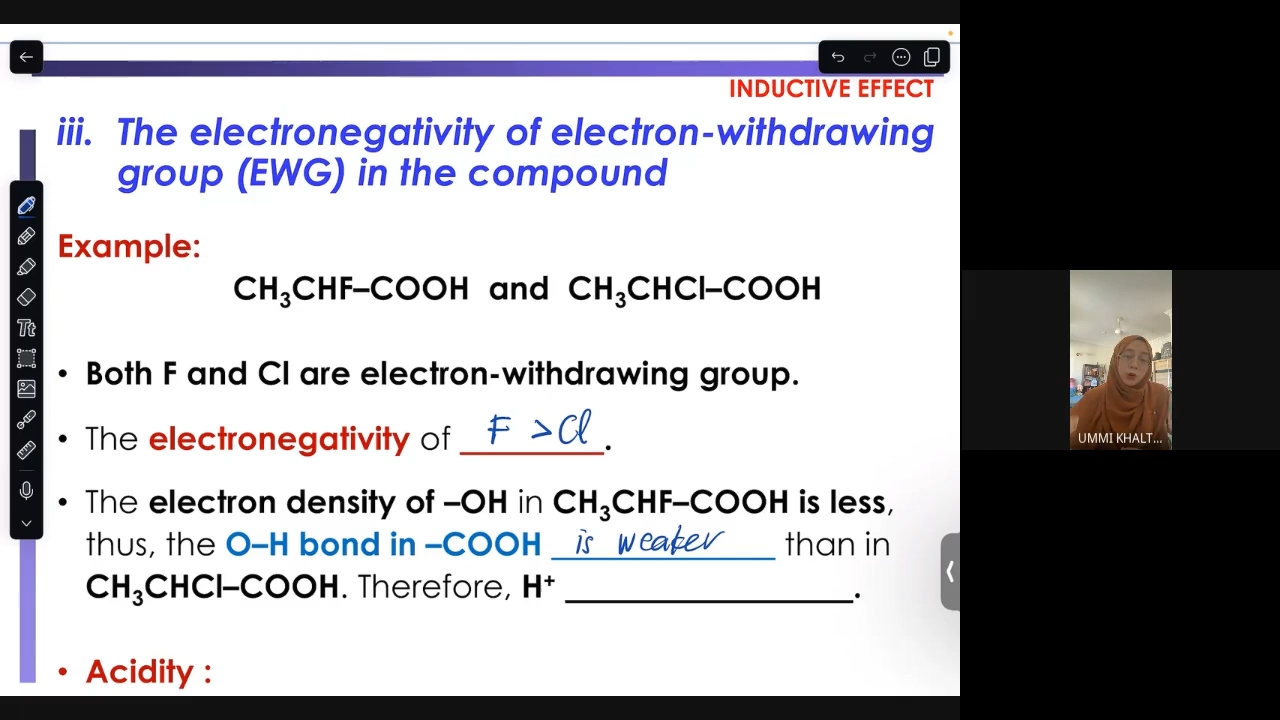 INDUCTIVE EFFECT
iii. The electronegativity of electron-withdrawing
group (EWG) in the compound
Example:
CH₃CHF–COOH and CH₃CHCl–COOH
• Both F and Cl are electron-withdrawing group.
• The electronegativity of F > Cl.
• The electron density of –OH in CH₃CHF–COOH is less,
thus, the O–H bond in –COOH is weaker than in
CH₃CHCl–COOH. Therefore, H⁺ ____________.
• Acidity :
Tt
UMMI KHALT...